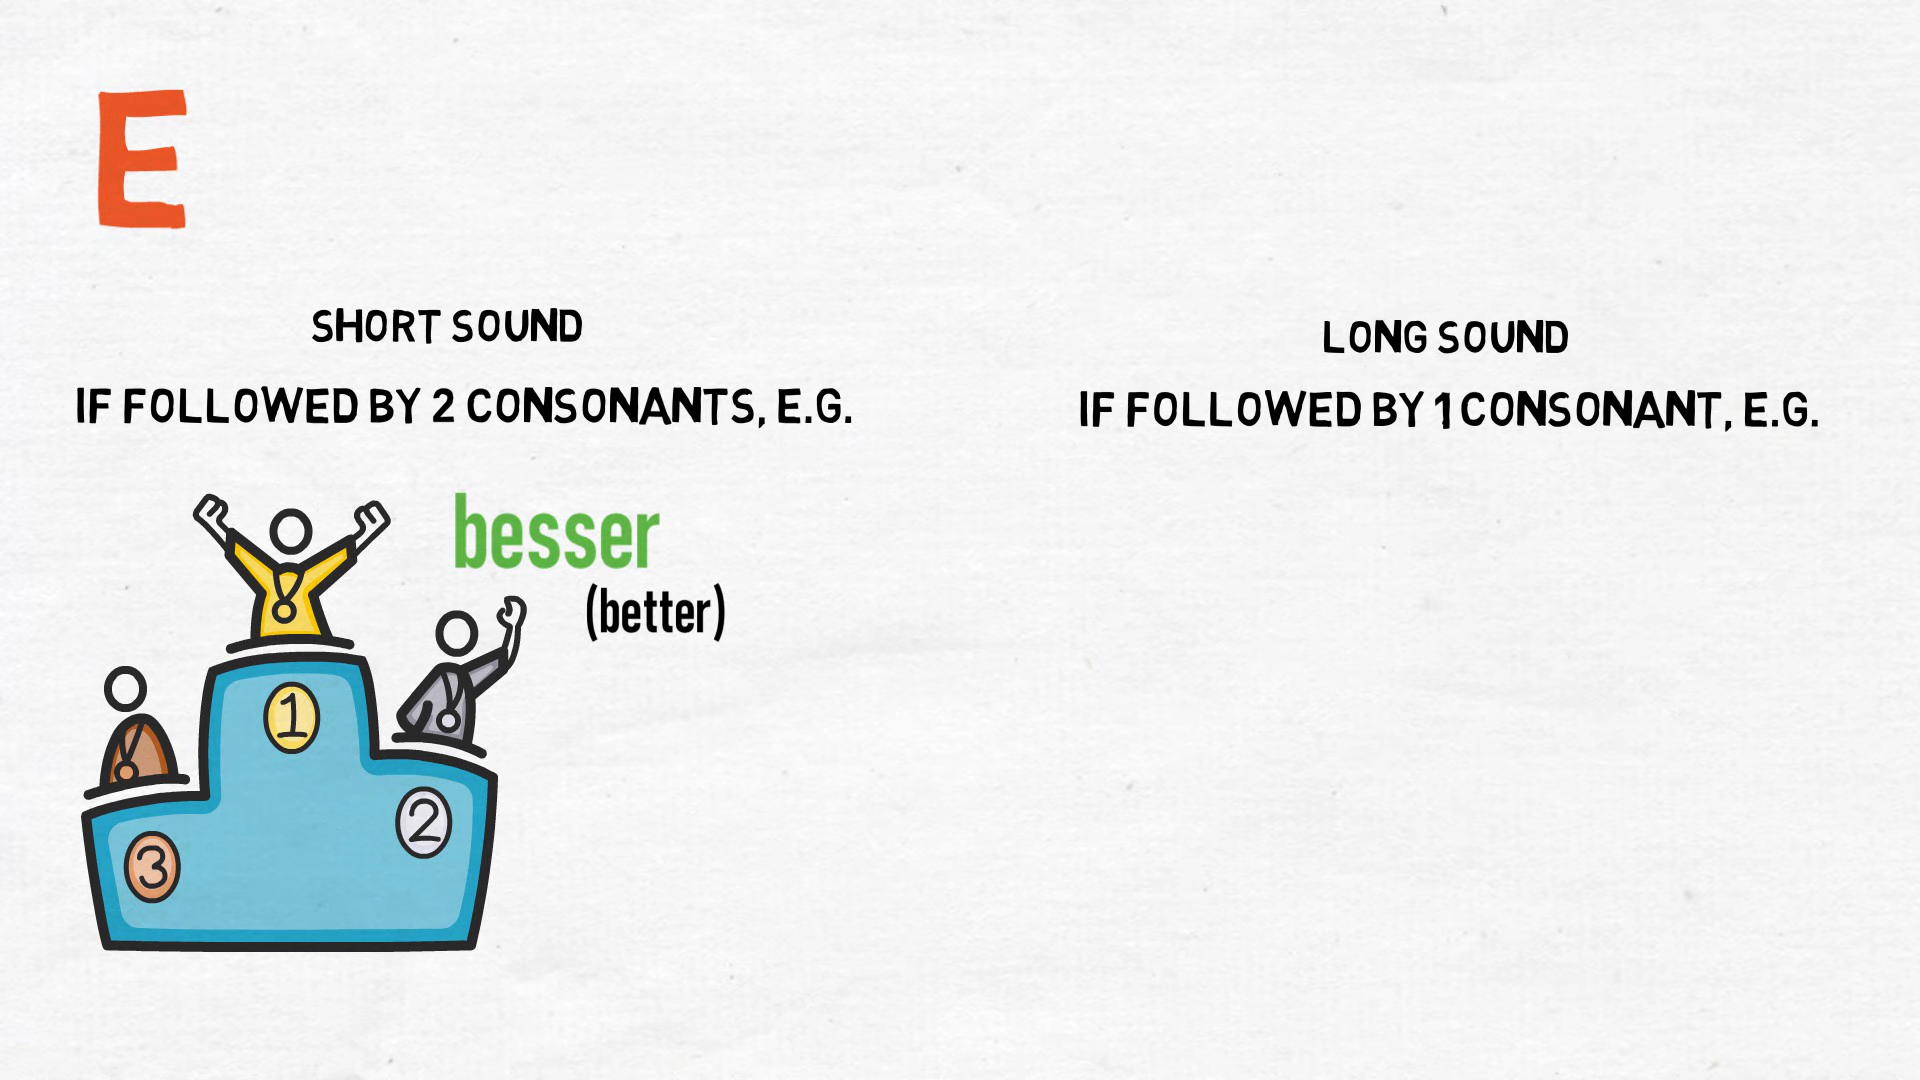 E
SHORT SOUND
IF FOLLOWED BY 2 CONSONANTS, E.G.
besser
(better)
1
2
3
LONG SOUND
IF FOLLOWED BY 1 CONSONANT, E.G.